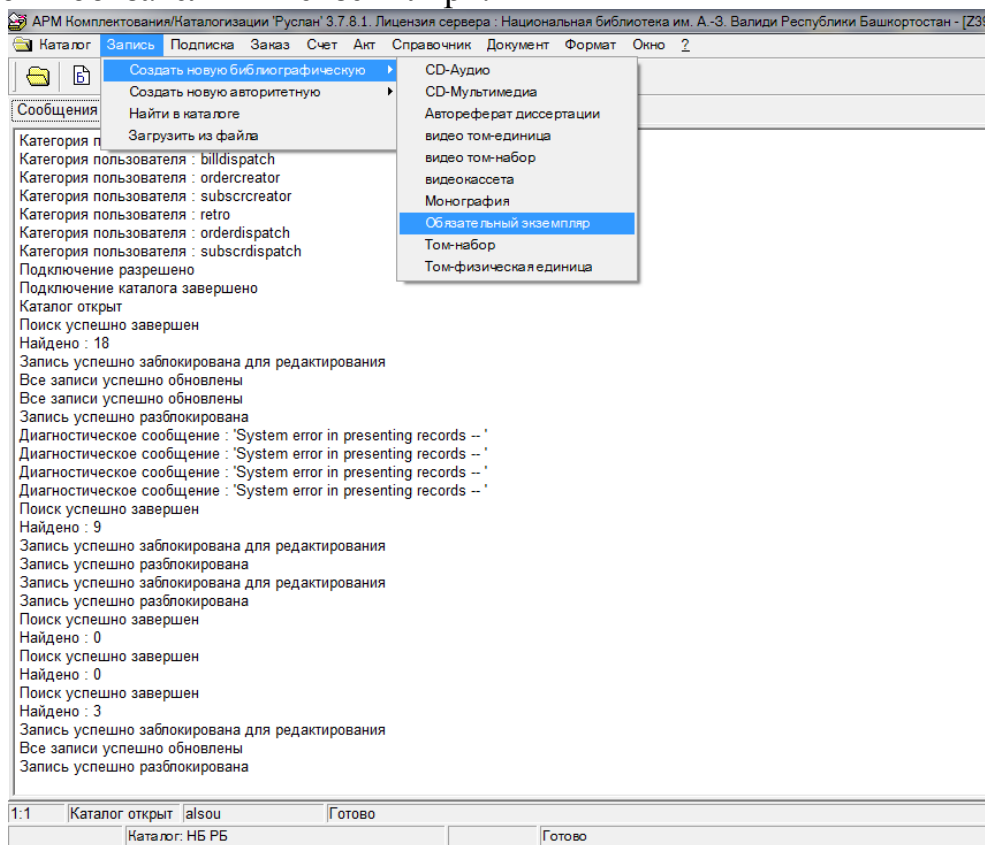 АРМ Комплектования/Каталогизации 'Руслан' 3.7.8.1. Лицензия сервера : Национальная библиотека им. А.-З. Валиди Республики Башкортостан - [Z39
Каталог Запись Подписка Заказ Счет Акт Справочник Документ Формат Окно ?
Б
Создать новую библиографическую
Создать новую авторитетную
Найти в каталоге
Загрузить из файла
CD-Аудио
CD-Мультимедиа
Автореферат диссертации
видео том-единица
видео том-набор
видеокассета
Монография
Обязательный экземпляр
Том-набор
Том-физическая единица
Сообщения
Категория п
Категория пользователя : billdispatch
Категория пользователя : ordercreator
Категория пользователя : subscrcreator
Категория пользователя : retro
Категория пользователя : orderdispatch
Категория пользователя : subscrdispatch
Подключение разрешено
Подключение каталога завершено
Каталог открыт
Поиск успешно завершен
Найдено : 18
Запись успешно заблокирована для редактирования
Все записи успешно обновлены
Все записи успешно обновлены
Запись успешно разблокирована
Диагностическое сообщение : 'System error in presenting records -- '
Диагностическое сообщение : 'System error in presenting records -- '
Диагностическое сообщение : 'System error in presenting records -- '
Диагностическое сообщение : 'System error in presenting records -- '
Поиск успешно завершен
Найдено : 9
Запись успешно заблокирована для редактирования
Запись успешно разблокирована
Запись успешно заблокирована для редактирования
Запись успешно разблокирована
Поиск успешно завершен
Найдено : 0
Поиск успешно завершен
Найдено : 0
Поиск успешно завершен
Найдено : 3
Запись успешно заблокирована для редактирования
Все записи успешно обновлены
Запись успешно разблокирована
1:1 Каталог открыт alsou Готово
Каталог: НБ РБ Готово